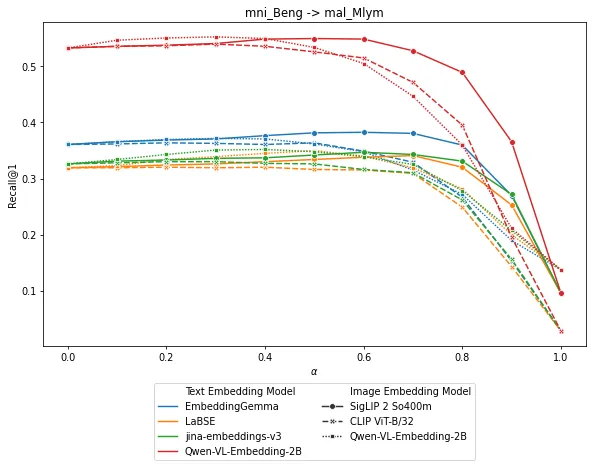 mni_Beng -> mal_Mlym
Recall@1
0.5
0.4
0.3
0.2
0.1
0.0 0.2 0.4 0.6 0.8 1.0
α
Text Embedding Model Image Embedding Model
EmbeddingGemma SigLIP 2 So400m
LaBSE CLIP ViT-B/32
jina-embeddings-v3 Qwen-VL-Embedding-2B
Qwen-VL-Embedding-2B